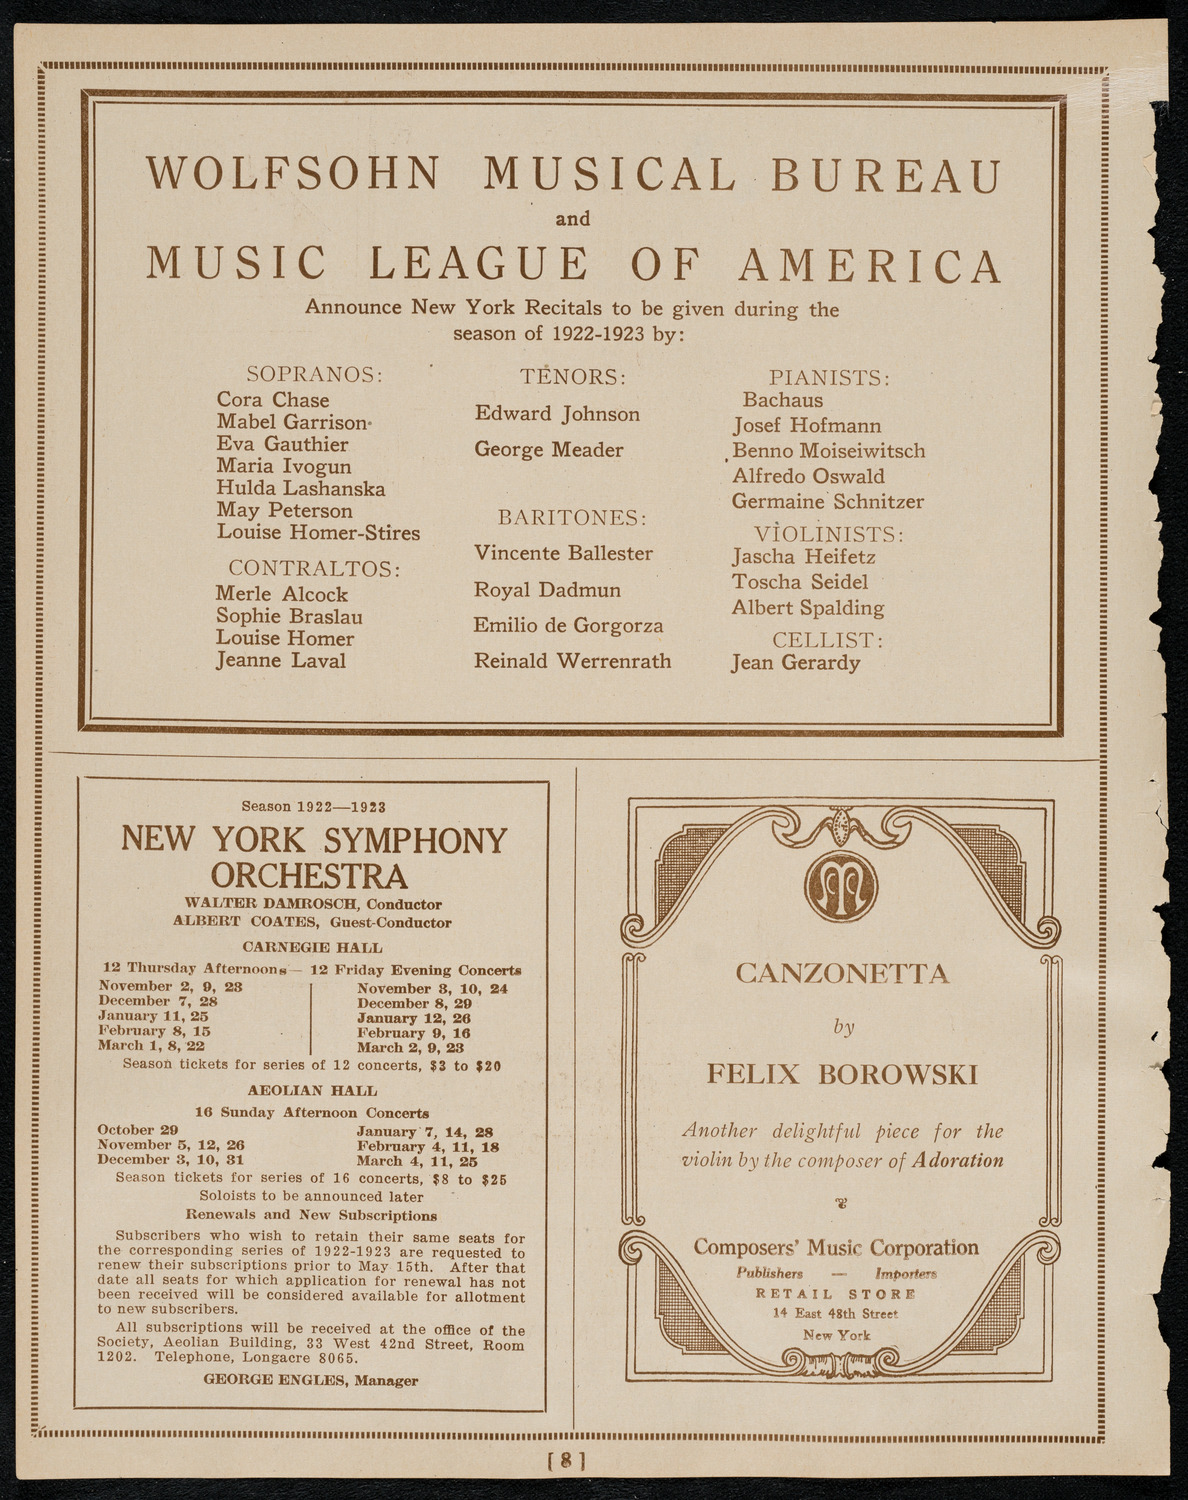 WOLFSOHN MUSICAL BUREAU
and
MUSIC LEAGUE OF AMERICA
Announce New York Recitals to be given during the
season of 1922-1923 by:
SOPRANOS:
Cora Chase
Mabel Garrison
Eva Gauthier
Maria Ivogun
Hulda Lashanska
May Peterson
Louise Homer-Stires
CONTRALTOS:
Merle Alcock
Sophie Braslau
Louise Homer
Jeanne Laval
TENORS:
Edward Johnson
George Meader
BARITONES:
Vincente Ballester
Royal Dadmun
Emilio de Gorgorza
Reinald Werrenrath
PIANISTS:
Bachaus
Josef Hofmann
Benno Moiseiwitsch
Alfredo Oswald
Germaine Schnitzer
VIOLINISTS:
Jascha Heifetz
Toscha Seidel
Albert Spalding
CELLIST:
Jean Gerardy
Season 1922—1923
NEW YORK SYMPHONY
ORCHESTRA
WALTER DAMROSCH, Conductor
ALBERT COATES, Guest-Conductor
CARNEGIE HALL
12 Thursday Afternoons— 12 Friday Evening Concerts
November 2, 9, 23
December 7, 28
January 11, 25
February 8, 15
March 1, 8, 22
November 3, 10, 24
December 8, 29
January 12, 26
February 9, 16
March 2, 9, 23
Season tickets for series of 12 concerts, $3 to $20
AEOLIAN HALL
16 Sunday Afternoon Concerts
October 29
November 5, 12, 26
December 3, 10, 31
January 7, 14, 28
February 4, 11, 18
March 4, 11, 25
Season tickets for series of 16 concerts, $8 to $25
Soloists to be announced later
Renewals and New Subscriptions
Subscribers who wish to retain their same seats for
the corresponding series of 1922-1923 are requested to
renew their subscriptions prior to May 15th. After that
date all seats for which application for renewal has not
been received will be considered available for allotment
to new subscribers.
All subscriptions will be received at the office of the
Society, Aeolian Building, 33 West 42nd Street, Room
1202. Telephone, Longacre 8065.
GEORGE ENGLES, Manager
CANZONETTA
by
FELIX BOROWSKI
Another delightful piece for the
violin by the composer of Adoration
Composers' Music Corporation
Publishers — Importers
RETAIL STORE
14 East 48th Street
New York
[ 8 ]